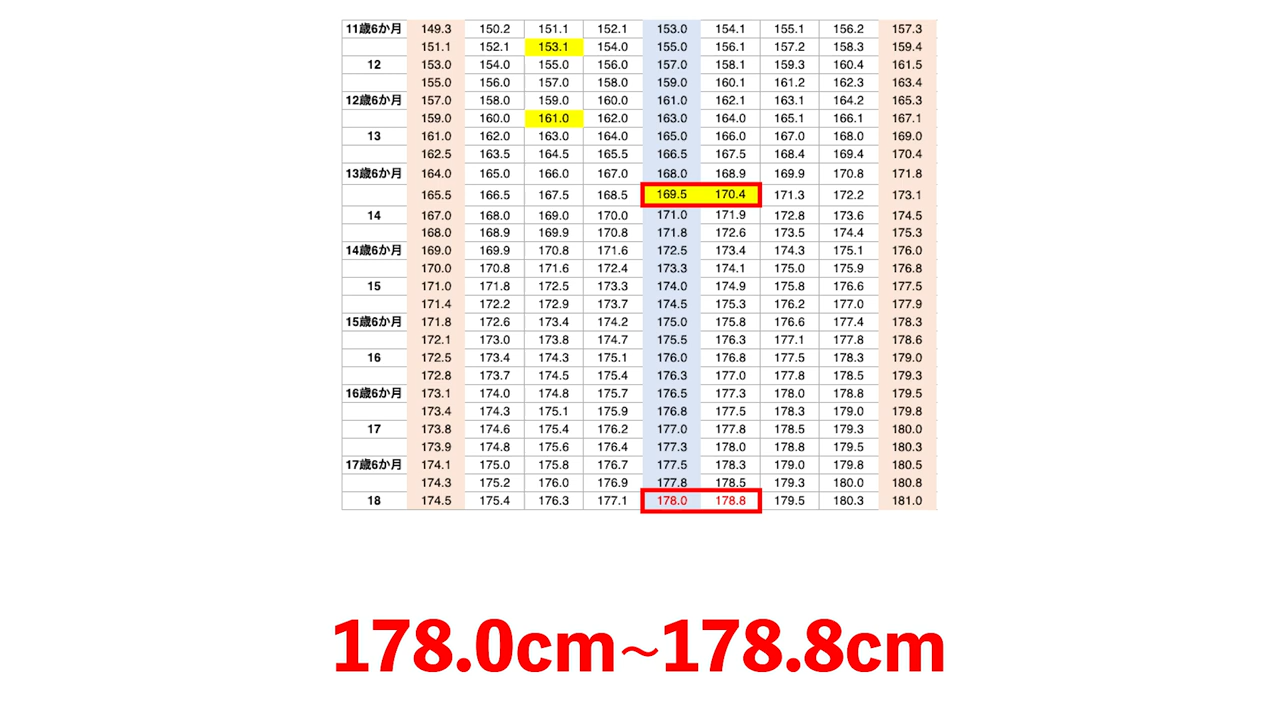 11歳6か月 149.3 150.2 151.1 152.1 153.0 154.1 155.1 156.2 157.3
151.1 152.1 153.1 154.0 155.0 156.1 157.2 158.3 159.4
12 153.0 154.0 155.0 156.0 157.0 158.1 159.3 160.4 161.5
155.0 156.0 157.0 158.0 159.0 160.1 161.2 162.3 163.4
12歳6か月 157.0 158.0 159.0 160.0 161.0 162.1 163.1 164.2 165.3
159.0 160.0 161.0 162.0 163.0 164.0 165.1 166.1 167.1
13 161.0 162.0 163.0 164.0 165.0 166.0 167.0 168.0 169.0
162.5 163.5 164.5 165.5 166.5 167.5 168.4 169.4 170.4
13歳6か月 164.0 165.0 166.0 167.0 168.0 168.9 169.9 170.8 171.8
165.5 166.5 167.5 168.5 169.5 170.4 171.3 172.2 173.1
14 167.0 168.0 169.0 170.0 171.0 171.9 172.8 173.6 174.5
168.0 168.9 169.9 170.8 171.8 172.6 173.5 174.4 175.3
14歳6か月 169.0 169.9 170.8 171.6 172.5 173.4 174.3 175.1 176.0
170.0 170.8 171.6 172.4 173.3 174.1 175.0 175.9 176.8
15 171.0 171.8 172.5 173.3 174.0 174.9 175.8 176.6 177.5
171.4 172.2 172.9 173.7 174.5 175.3 176.2 177.0 177.9
15歳6か月 171.8 172.6 173.4 174.2 175.0 175.8 176.6 177.4 178.3
172.1 173.0 173.8 174.7 175.5 176.3 177.1 177.8 178.6
16 172.5 173.4 174.3 175.1 176.0 176.8 177.5 178.3 179.0
172.8 173.7 174.5 175.4 176.3 177.0 177.8 178.5 179.3
16歳6か月 173.1 174.0 174.8 175.7 176.5 177.3 178.0 178.8 179.5
173.4 174.3 175.1 175.9 176.8 177.5 178.3 179.0 179.8
17 173.8 174.6 175.4 176.2 177.0 177.8 178.5 179.3 180.0
173.9 174.8 175.6 176.4 177.3 178.0 178.8 179.5 180.3
17歳6か月 174.1 175.0 175.8 176.7 177.5 178.3 179.0 179.8 180.5
174.3 175.2 176.0 176.9 177.8 178.5 179.3 180.0 180.8
18 174.5 175.4 176.3 177.1 178.0 178.8 179.5 180.3 181.0
178.0cm~178.8cm